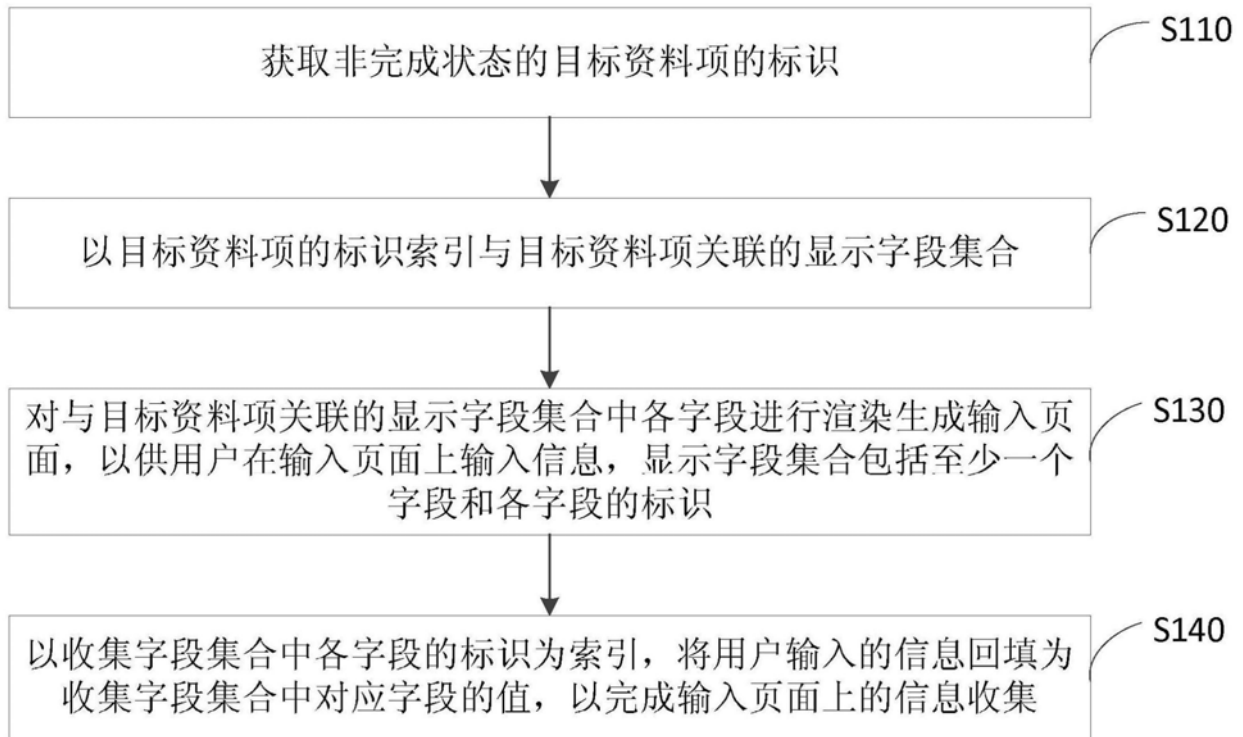 获取非完成状态的目标资料项的标识
S110
以目标资料项的标识索引与目标资料项关联的显示字段集合
S120
对与目标资料项关联的显示字段集合中各字段进行渲染生成输入页
面，以供用户在输入页面上输入信息，显示字段集合包括至少一个
字段和各字段的标识
S130
以收集字段集合中各字段的标识为索引，将用户输入的信息回填为
收集字段集合中对应字段的值，以完成输入页面上的信息收集
S140